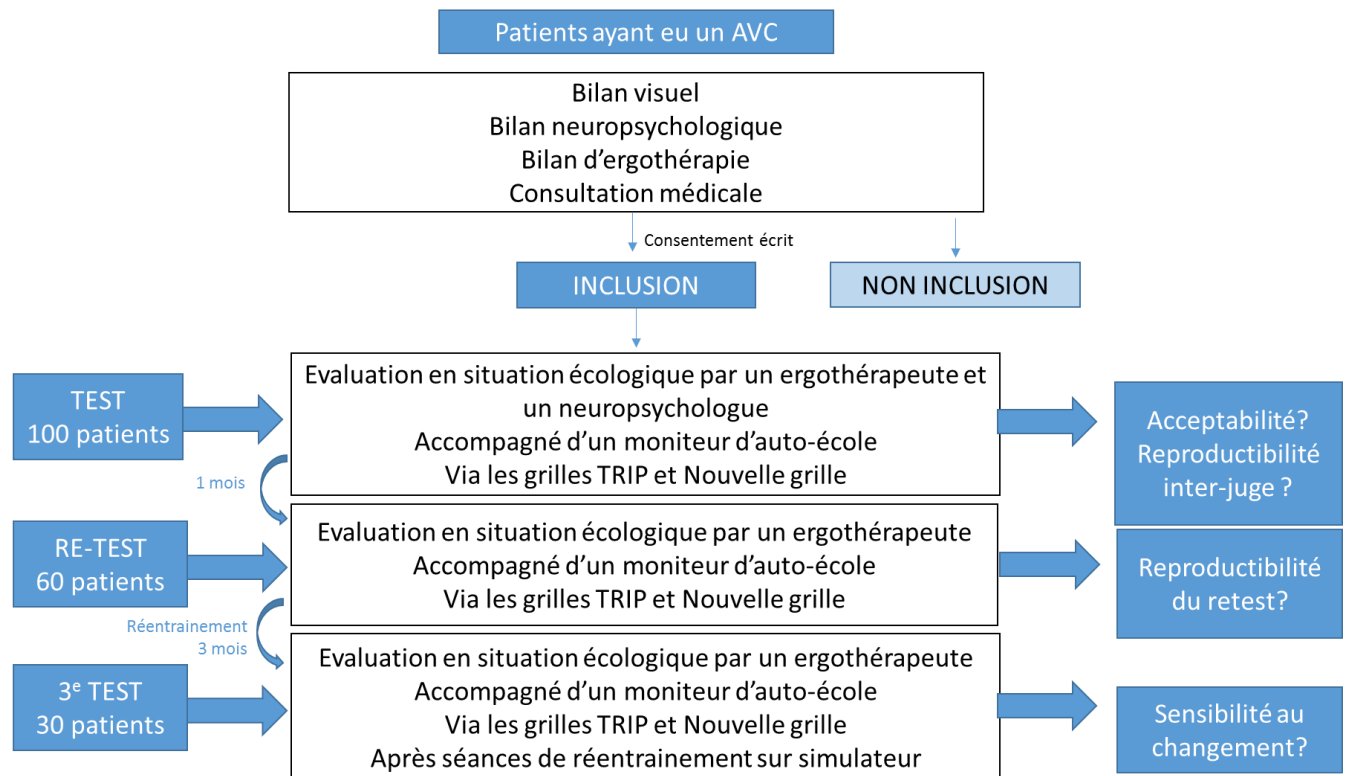 Patients ayant eu un AVC
Bilan visuel
Bilan neuropsychologique
Bilan d'ergothérapie
Consultation médicale
Consentement écrit
INCLUSION
NON INCLUSION
TEST
100 patients
Evaluation en situation écologique par un ergothérapeute et
un neuropsychologue
Accompagné d'un moniteur d'auto-école
Via les grilles TRIP et Nouvelle grille
Acceptabilité?
Reproductibilité
inter-juge ?
1 mois
RE-TEST
60 patients
Evaluation en situation écologique par un ergothérapeute
Accompagné d'un moniteur d'auto-école
Via les grilles TRIP et Nouvelle grille
Reproductibilité
du retest?
Réentrainement
3 mois
3e TEST
30 patients
Evaluation en situation écologique par un ergothérapeute
Accompagné d'un moniteur d'auto-école
Via les grilles TRIP et Nouvelle grille
Après séances de réentrainement sur simulateur
Sensibilité au
changement?